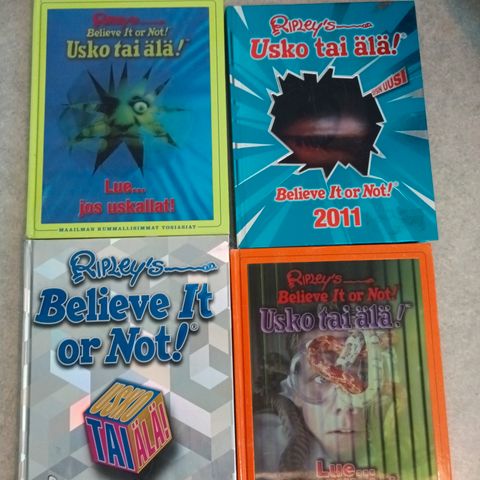 RIPLEY'S
Believe It or Not!
Usko tai älä!
Lue...
jos uskallat!
MAAILMAN KUMMALLISIMMAT TOSIASIAT
RIPLEY'S
Usko tai älä!®
UUSI
Believe It or Not!®
2011
RIPLEY'S
Believe It
or Not!®
USKO
TAI
ÄLÄ!
RIPLEY'S
Believe It or Not!
Usko tai älä!™
Lue...